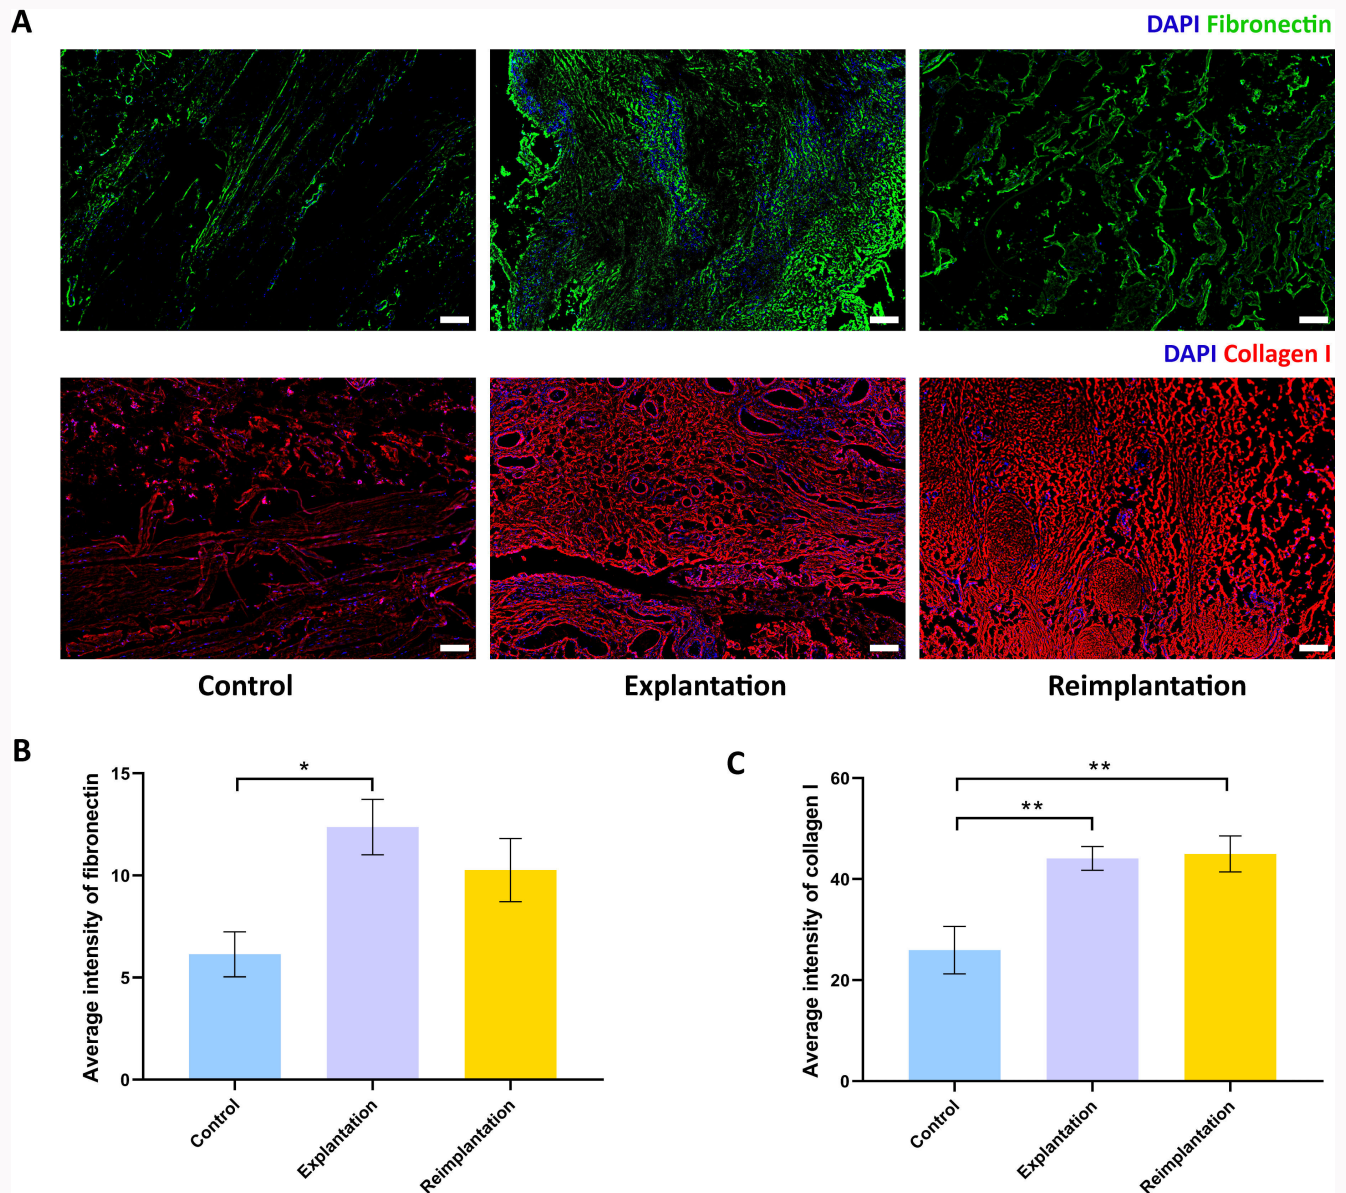 A
DAPI Fibronectin
DAPI Collagen I
Control
Explantation
Reimplantation
B
Average intensity of fibronectin
15
10
5
0
*
Control
Explantation
Reimplantation
C
Average intensity of collagen I
60
40
20
0
**
**
Control
Explantation
Reimplantation